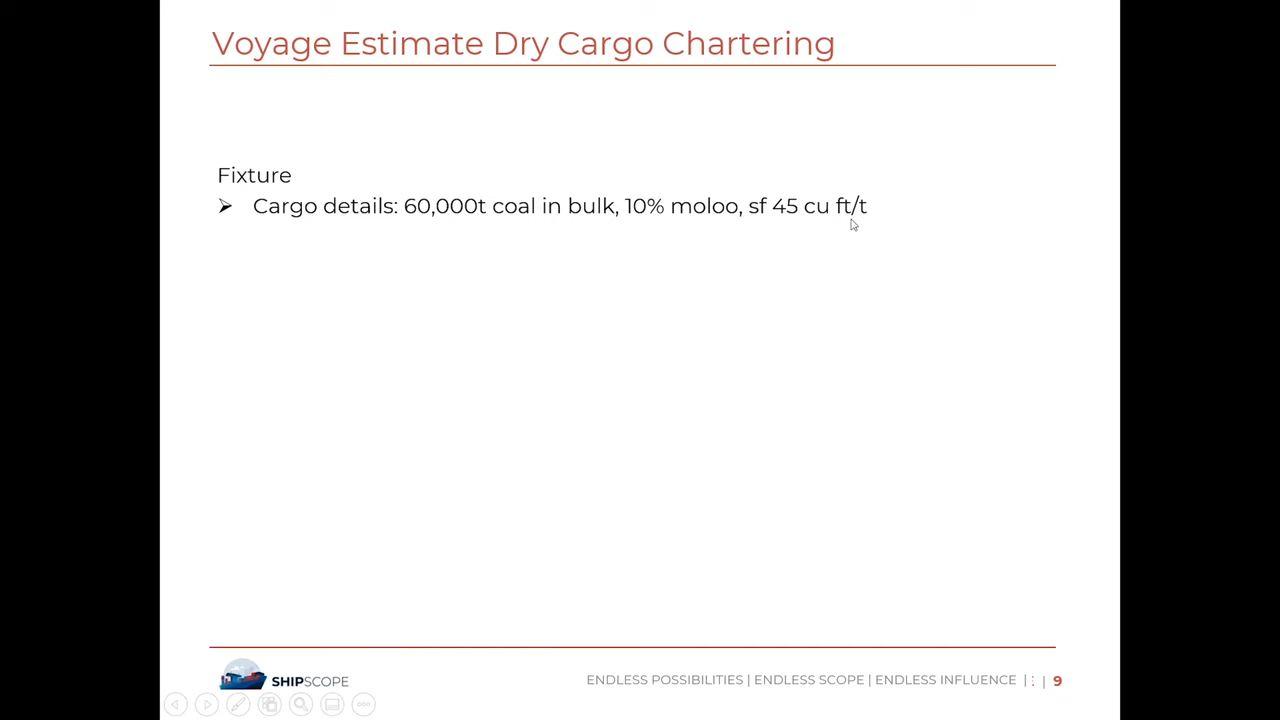 Voyage Estimate Dry Cargo Chartering
Fixture
Cargo details: 60,000t coal in bulk, 10% moloo, sf 45 cu ft/t
SHIPSCOPE
ENDLESS POSSIBILITIES | ENDLESS SCOPE | ENDLESS INFLUENCE | : | 9